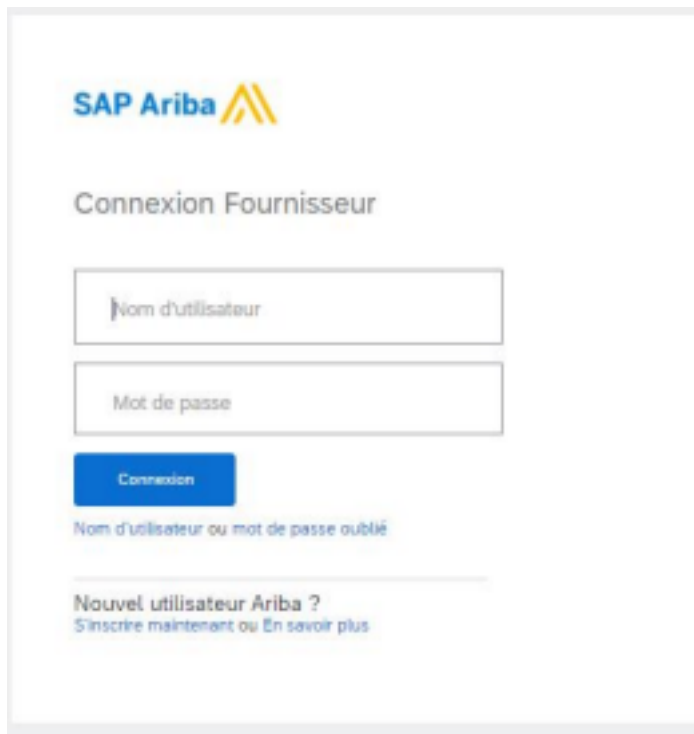 SAP Ariba
Connexion Fournisseur
Nom d'utilisateur
Mot de passe
Connexion
Nom d'utilisateur ou mot de passe oublié
Nouvel utilisateur Ariba ?
S'inscrire maintenant ou En savoir plus